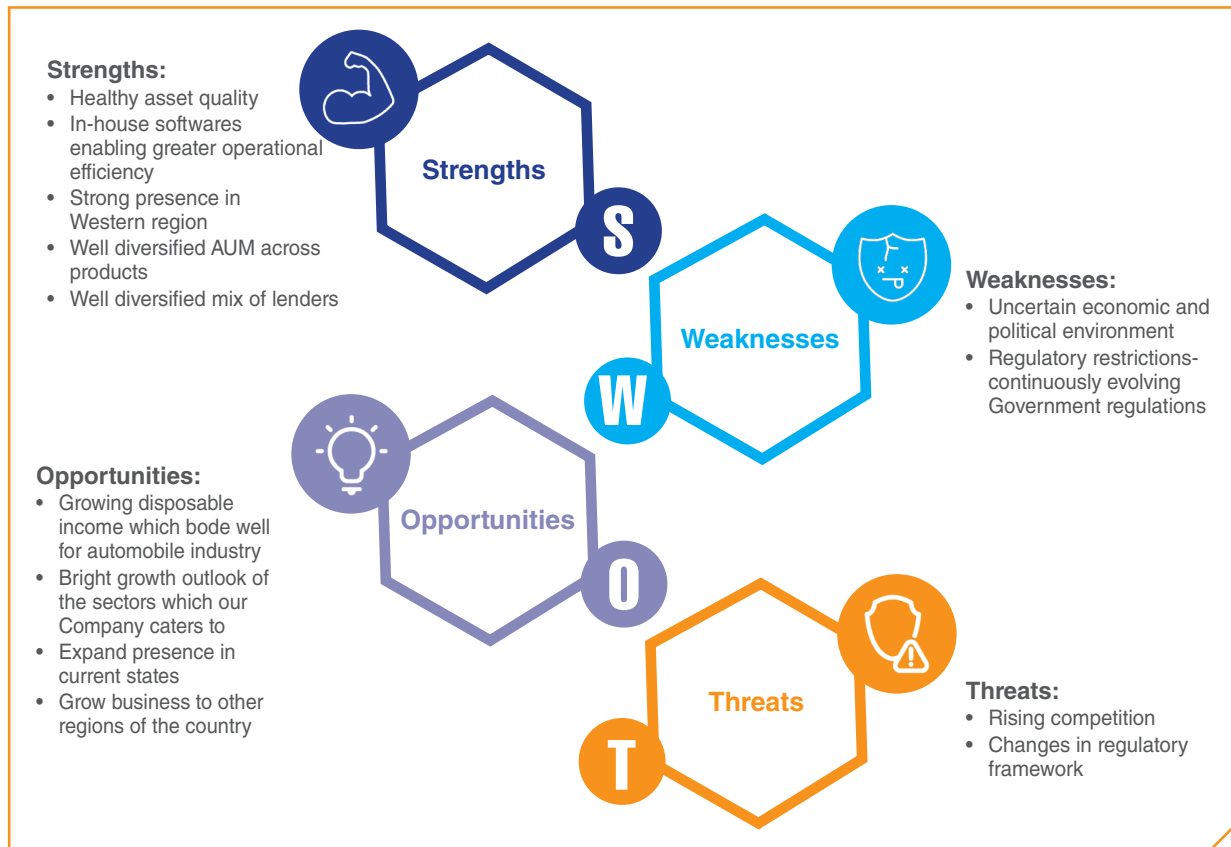 Strengths:
• Healthy asset quality
• In-house softwares
enabling greater operational
efficiency
• Strong presence in
Western region
• Well diversified AUM across
products
• Well diversified mix of lenders
Strengths
S
Weaknesses
W
Weaknesses:
• Uncertain economic and
political environment
• Regulatory restrictions-
continuously evolving
Government regulations
Opportunities:
• Growing disposable
income which bode well
for automobile industry
• Bright growth outlook of
the sectors which our
Company caters to
• Expand presence in
current states
• Grow business to other
regions of the country
Opportunities
O
Threats
T
Threats:
• Rising competition
• Changes in regulatory
framework